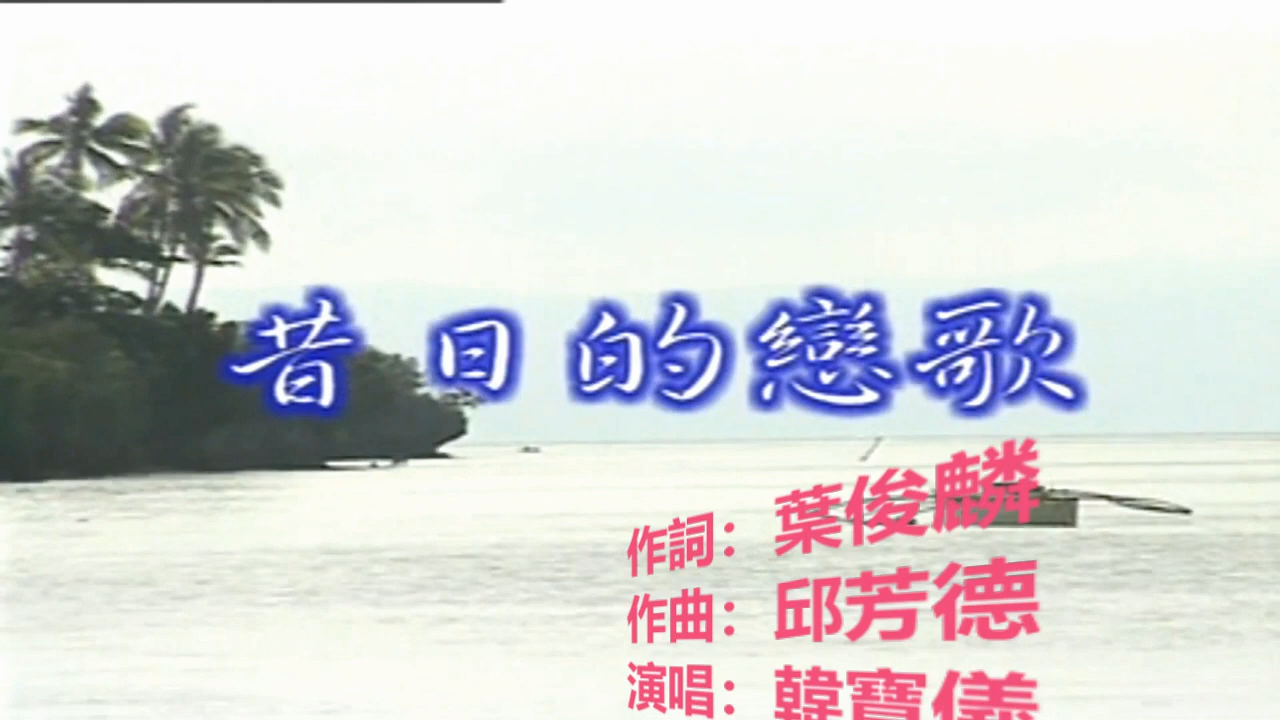 昔日的戀歌
作詞：葉俊麟
作曲：邱芳德
演唱：韓寶儀